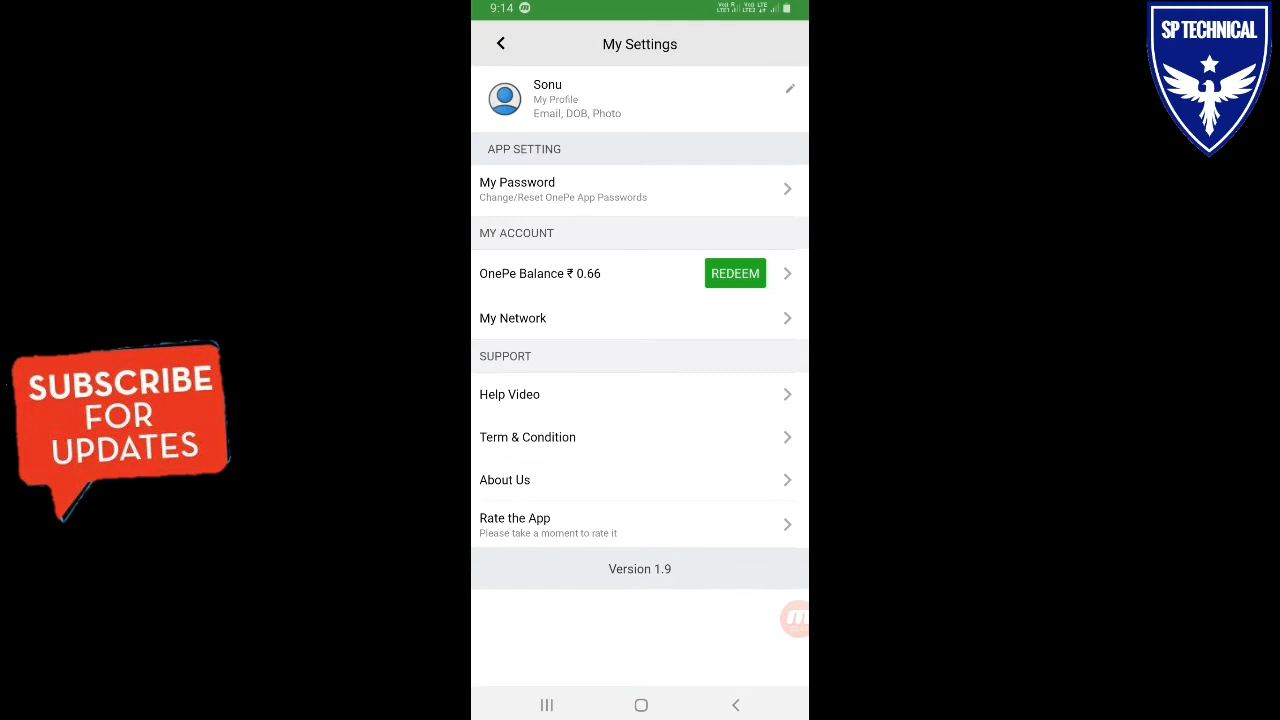 9:14
My Settings
SP TECHNICAL
Sonu
My Profile
Email, DOB, Photo
APP SETTING
My Password
Change/Reset OnePe App Passwords
MY ACCOUNT
OnePe Balance ₹ 0.66
REDEEM
My Network
SUPPORT
Help Video
Term & Condition
About Us
Rate the App
Please take a moment to rate it
Version 1.9
SUBSCRIBE
FOR
UPDATES